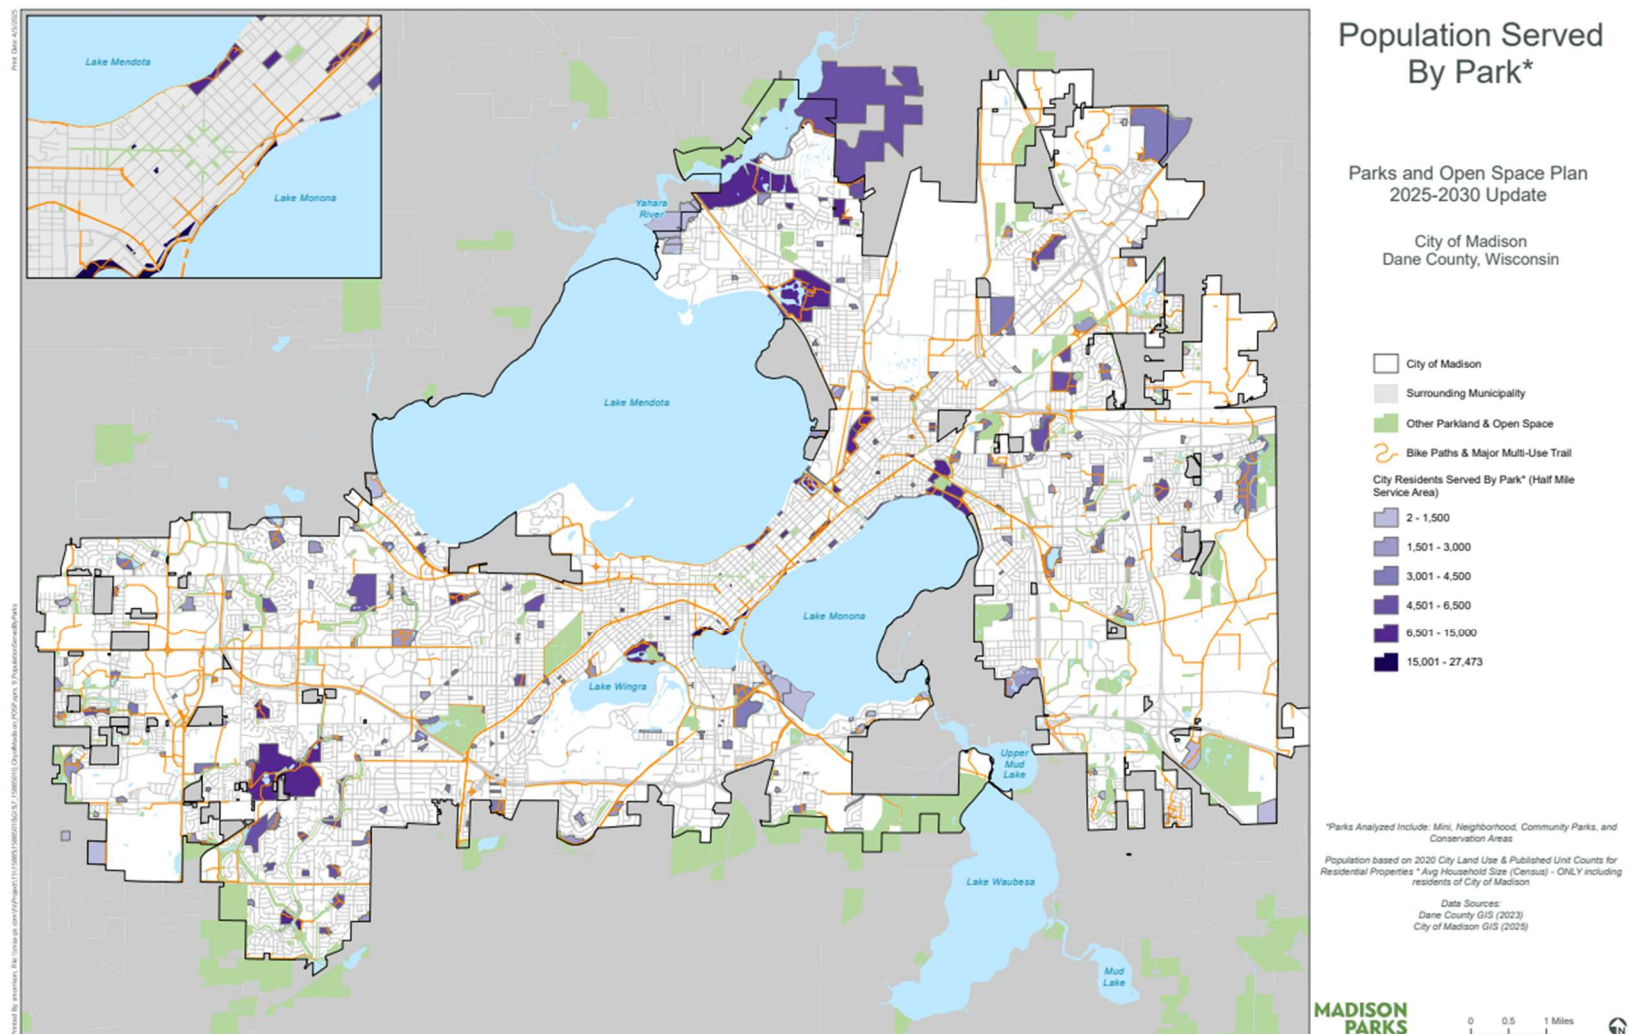 Population Served
By Park*
Parks and Open Space Plan
2025-2030 Update
City of Madison
Dane County, Wisconsin
City of Madison
Surrounding Municipality
Other Parkland & Open Space
Bike Paths & Major Multi-Use Trail
City Residents Served By Park* (Half Mile
Service Area)
2 - 1,500
1,501 - 3,000
3,001 - 4,500
4,501 - 6,500
6,501 - 15,000
15,001 - 27,473
*Parks Analyzed Include: Mini, Neighborhood, Community Parks, and
Conservation Areas
Population based on 2020 City Land Use & Published Unit Counts for
Residential Properties * Avg Household Size (Census) - ONLY including
residents of City of Madison
Data Sources:
Dane County GIS (2023)
City of Madison GIS (2025)
MADISON
PARKS
0 0.5 1 Miles
N
Print Date: 4/5/2025
Lake Mendota
Lake Monona
Yahara
River
Lake Mendota
Lake Monona
Lake Wingra
Upper
Mud
Lake
Lake Waubesa
Mud
Lake